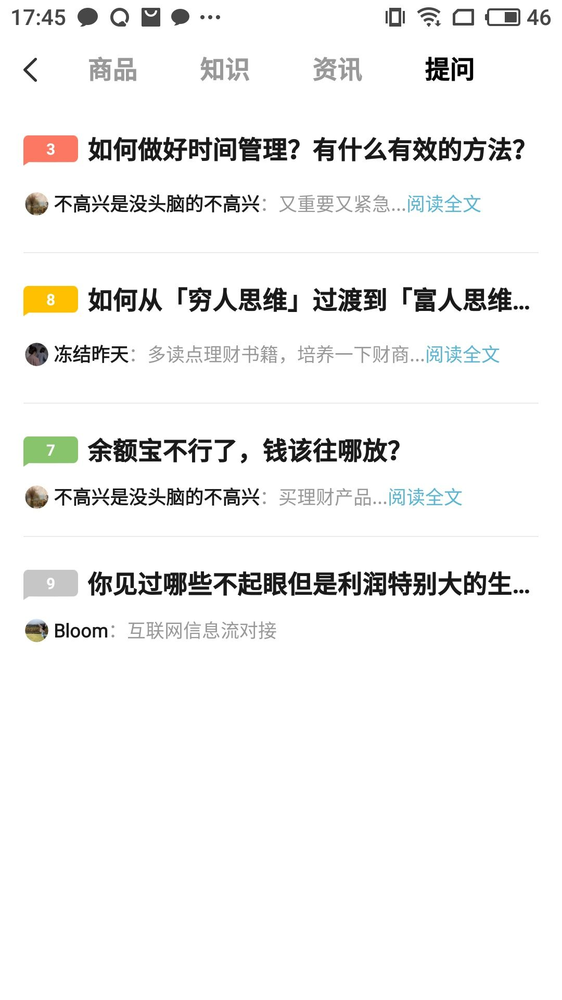 17:45 46
商品 知识 资讯 提问
3 如何做好时间管理？有什么有效的方法？
不高兴是没头脑的不高兴：又重要又紧急...阅读全文
8 如何从「穷人思维」过渡到「富人思维...
冻结昨天：多读点理财书籍，培养一下财商...阅读全文
7 余额宝不行了，钱该往哪放？
不高兴是没头脑的不高兴：买理财产品...阅读全文
9 你见过哪些不起眼但是利润特别大的生...
Bloom：互联网信息流对接